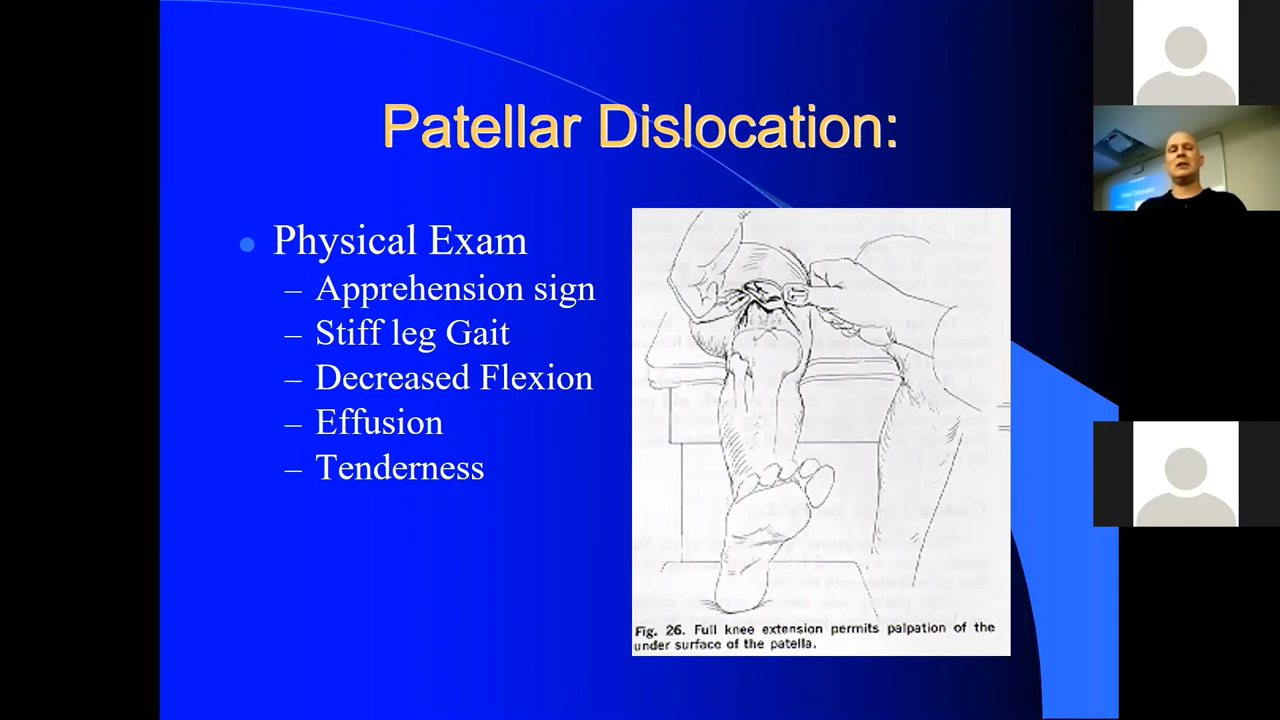 Patellar Dislocation:
Physical Exam
– Apprehension sign
– Stiff leg Gait
– Decreased Flexion
– Effusion
– Tenderness
Fig. 26. Full knee extension permits palpation of the
under surface of the patella.